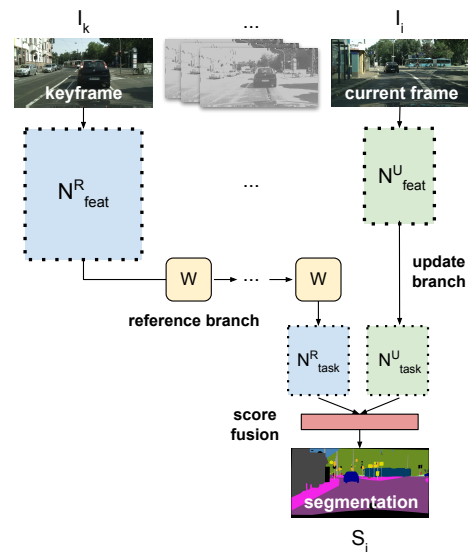 I_k
...
I_i
keyframe
current frame
N^R_feat
...
N^U_feat
W
...
W
update
branch
reference branch
N^R_task
N^U_task
score
fusion
segmentation
S_i